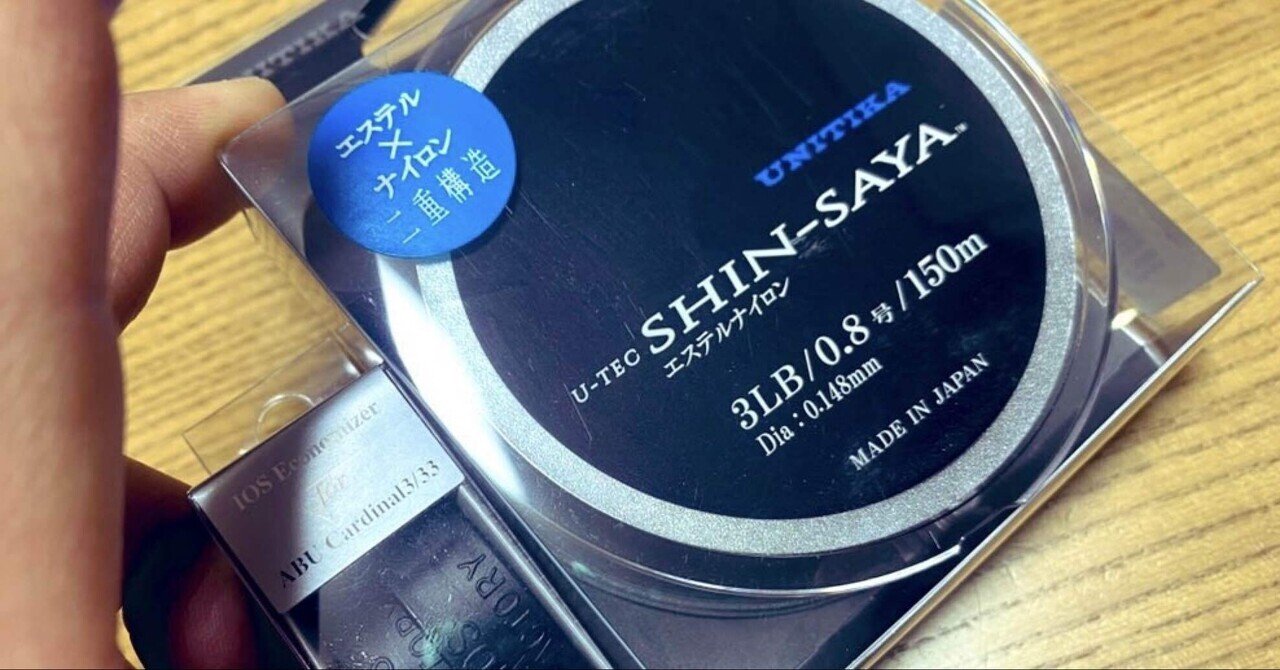 UNITIKA
エステル
×
ナイロン
二重構造
UNITIKA
U-TEC SHIN-SAYA™
エステルナイロン
3LB/0.8号/150m
Dia：0.148mm
MADE IN JAPAN
IOS Economizer
for
ABU Cardinal3/33